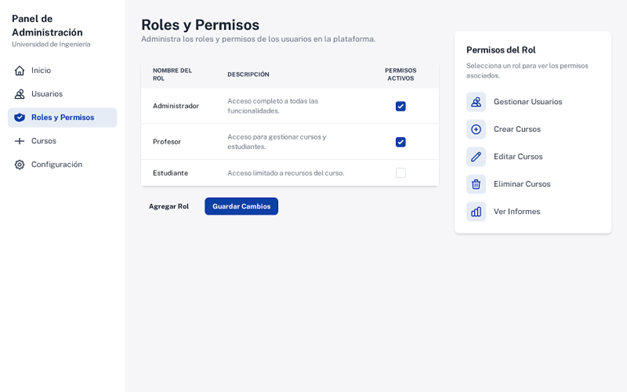 Panel de
Administración
Universidad de Ingeniería
Inicio
Usuarios
Roles y Permisos
Cursos
Configuración
Roles y Permisos
Administra los roles y permisos de los usuarios en la plataforma.
NOMBRE DEL
ROL
DESCRIPCIÓN
PERMISOS
ACTIVOS
Administrador
Acceso completo a todas las
funcionalidades.
Profesor
Acceso para gestionar cursos y
estudiantes.
Estudiante
Acceso limitado a recursos del curso.
Agregar Rol
Guardar Cambios
Permisos del Rol
Selecciona un rol para ver los permisos
asociados.
Gestionar Usuarios
Crear Cursos
Editar Cursos
Eliminar Cursos
Ver Informes